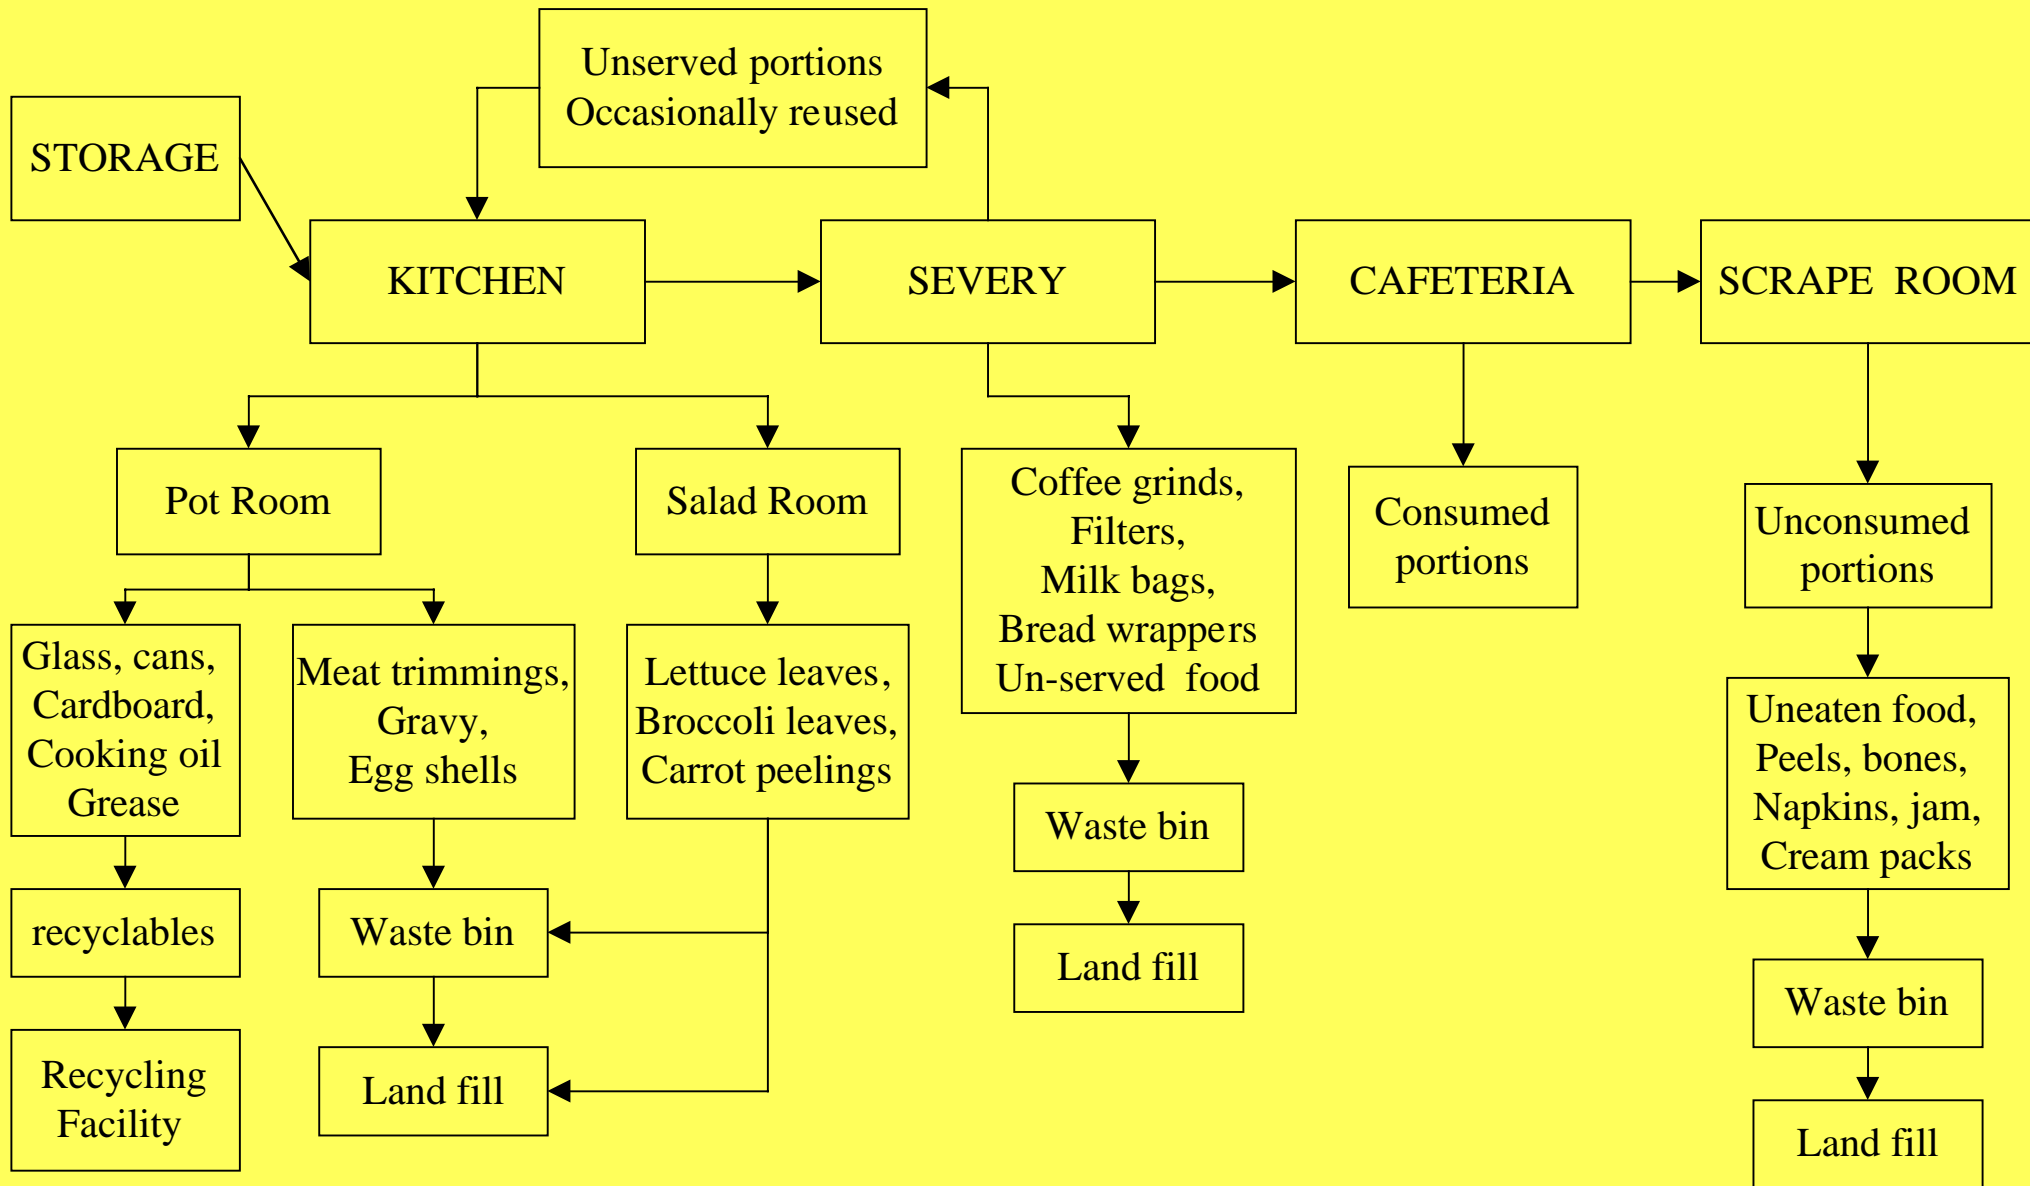 Unserved portions
Occasionally reused
STORAGE
KITCHEN
SEVERY
CAFETERIA
SCRAPE ROOM
Pot Room
Salad Room
Coffee grinds,
Filters,
Milk bags,
Bread wrappers
Un-served food
Consumed
portions
Unconsumed
portions
Glass, cans,
Cardboard,
Cooking oil
Grease
Meat trimmings,
Gravy,
Egg shells
Lettuce leaves,
Broccoli leaves,
Carrot peelings
Uneaten food,
Peels, bones,
Napkins, jam,
Cream packs
Waste bin
recyclables
Waste bin
Land fill
Waste bin
Recycling
Facility
Land fill
Land fill